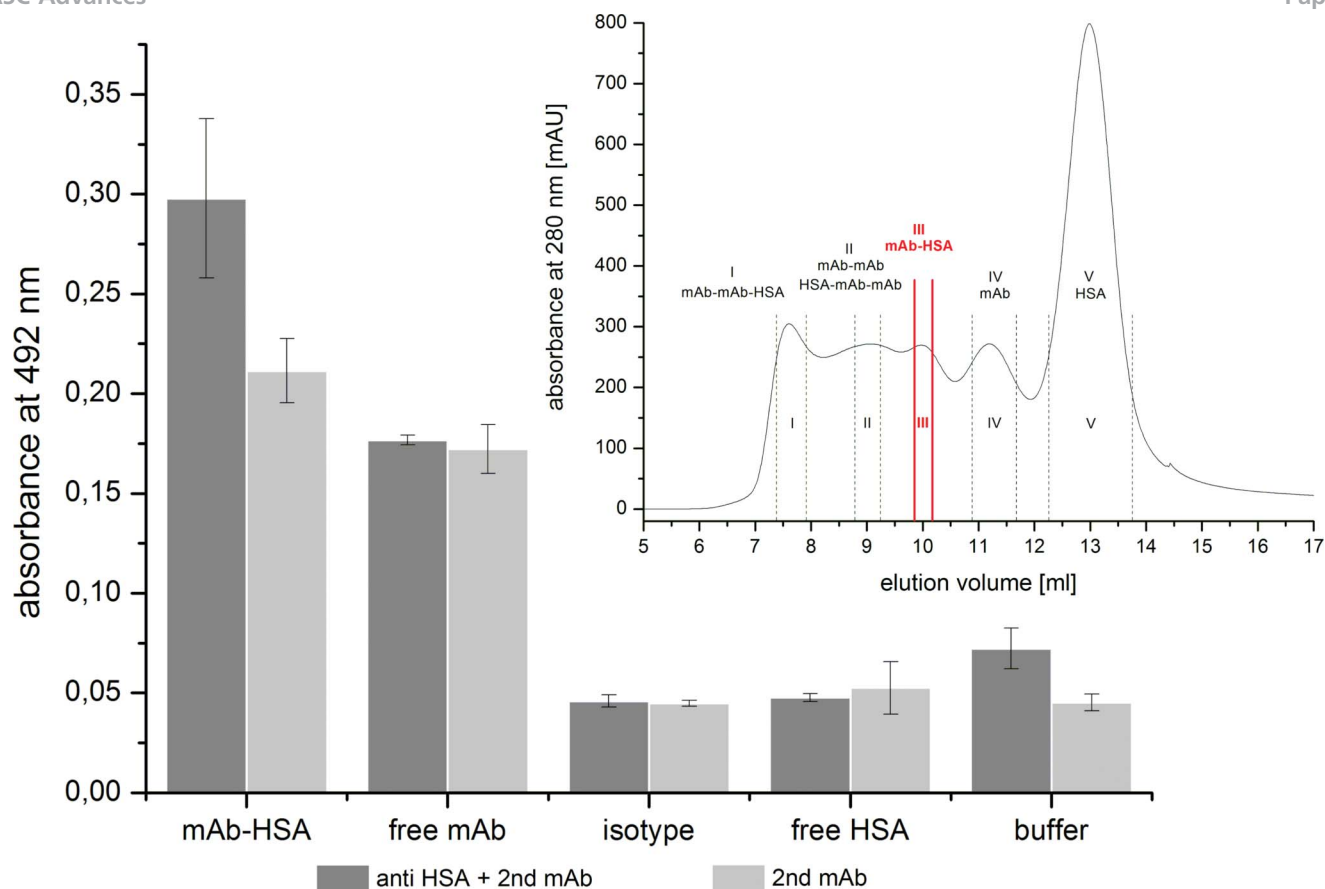 800
700
600
500
400
300
200
100
0
absorbance at 280 nm [mAU]
I
mAb-mAb-HSA
II
mAb-mAb
HSA-mAb-mAb
III
mAb-HSA
IV
mAb
V
HSA
I
II
III
IV
V
5 6 7 8 9 10 11 12 13 14 15 16 17
elution volume [ml]
0,35
0,30
0,25
0,20
0,15
0,10
0,05
0,00
absorbance at 492 nm
mAb-HSA free mAb isotype free HSA buffer
anti HSA + 2nd mAb 2nd mAb